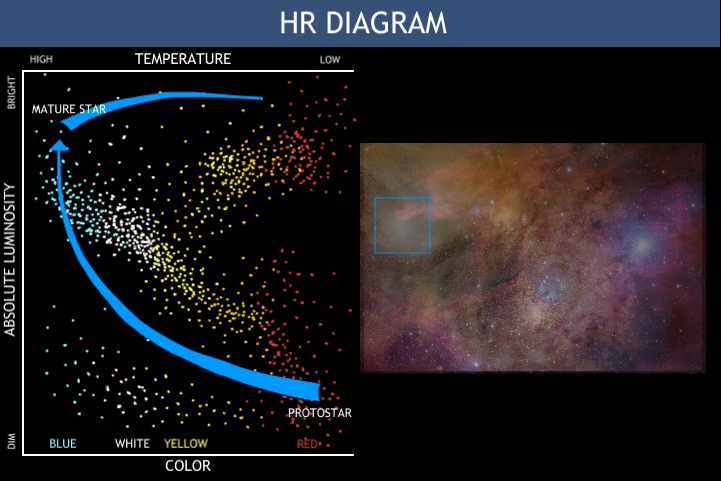 HR DIAGRAM
HIGH TEMPERATURE LOW
BRIGHT
MATURE STAR
ABSOLUTE LUMINOSITY
PROTOSTAR
DIM
BLUE WHITE YELLOW RED
COLOR